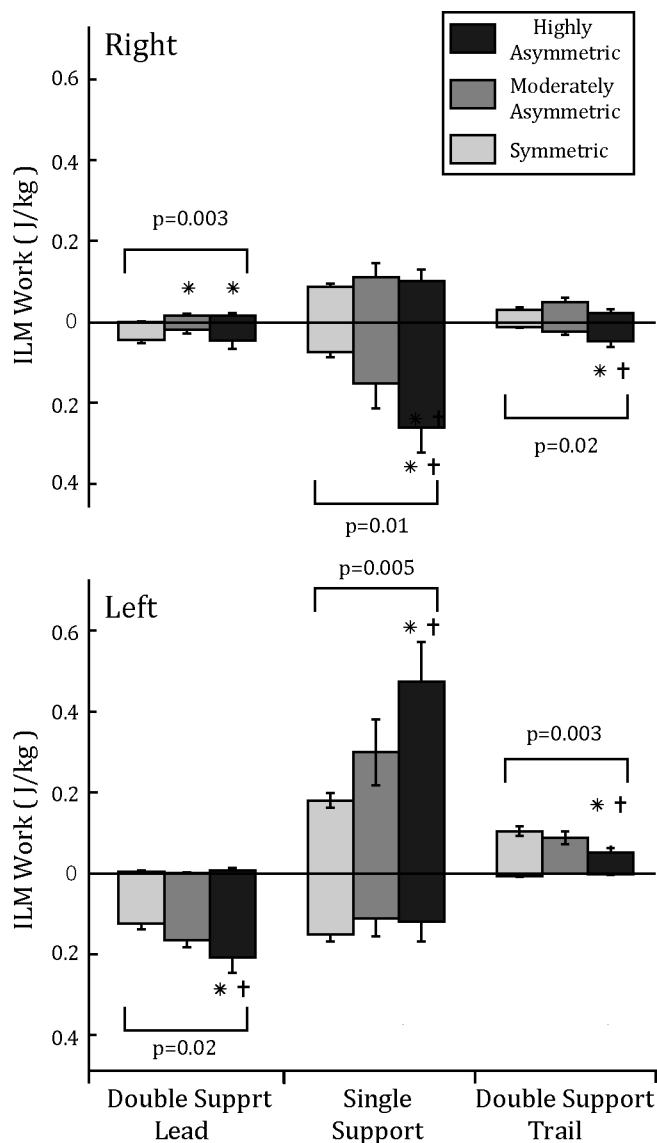 Right
Highly
Asymmetric
Moderately
Asymmetric
Symmetric
ILM Work ( J/kg)
0.6
0.4
0.2
0
0.2
0.4
p=0.003
* *
* †
* †
* †
p=0.02
p=0.01
Left
ILM Work ( J/kg)
0.6
0.4
0.2
0
0.2
0.4
p=0.005
* †
p=0.003
* †
* †
p=0.02
Double Supprt
Lead
Single
Support
Double Support
Trail